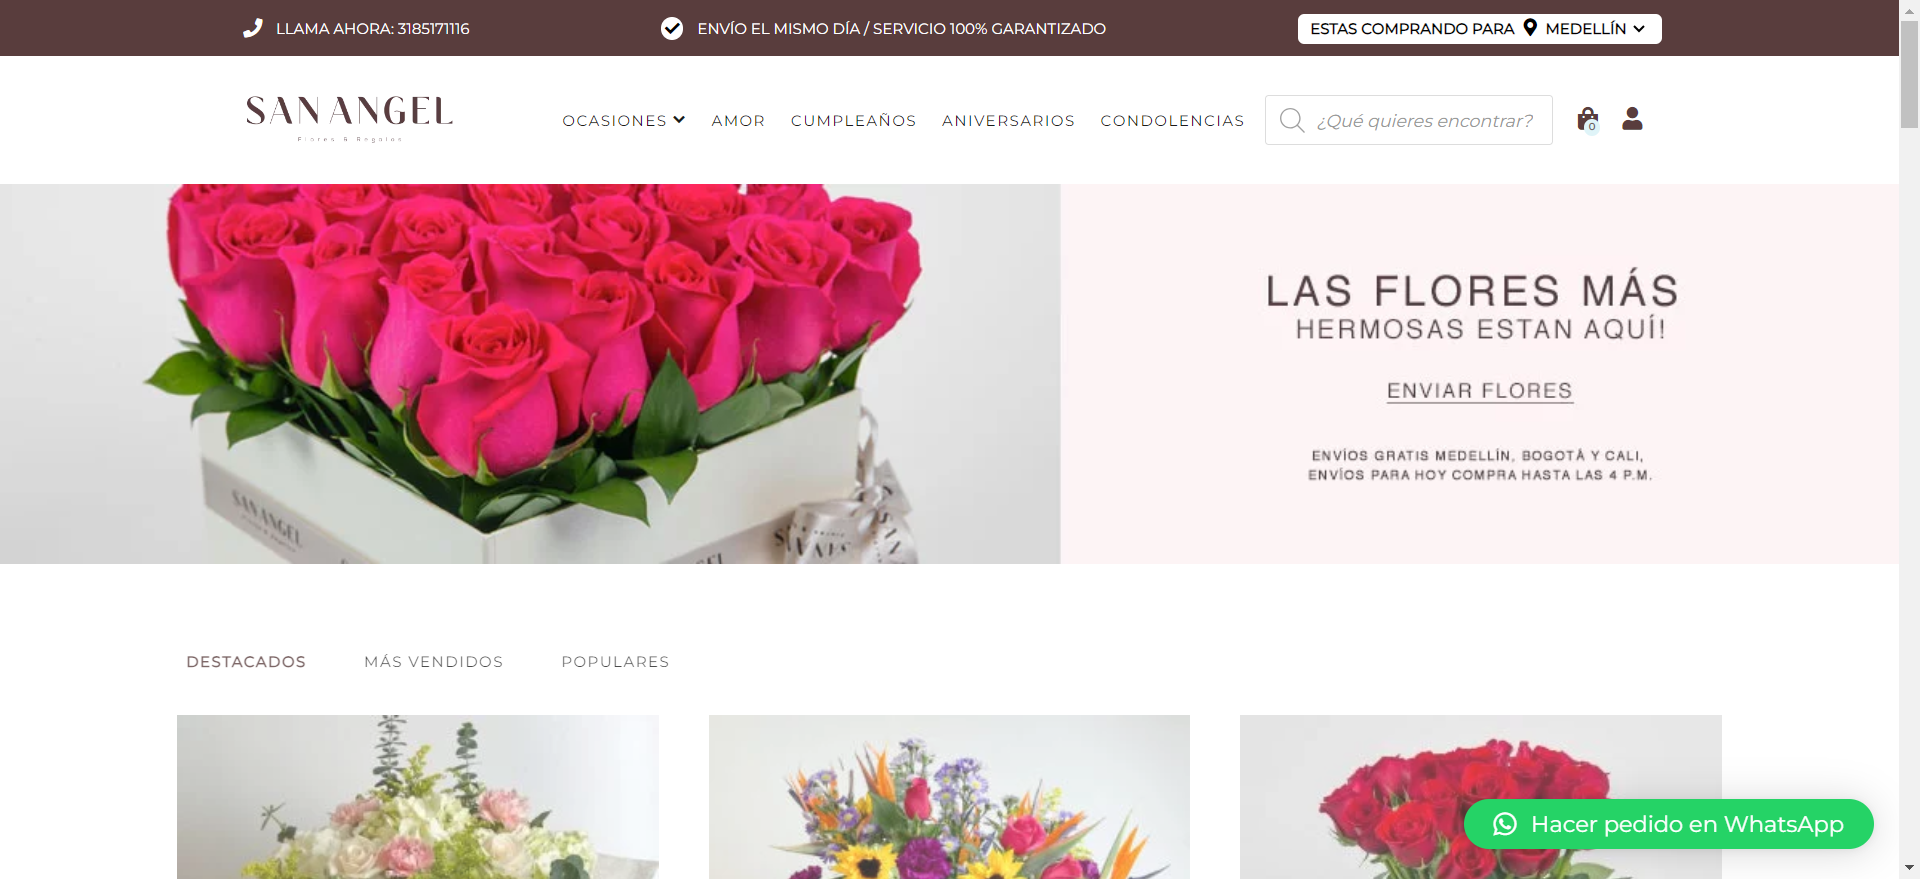 LLAMA AHORA: 3185171116
ENVÍO EL MISMO DÍA / SERVICIO 100% GARANTIZADO
ESTAS COMPRANDO PARA MEDELLÍN
SAN ANGEL
Flores & Regalos
OCASIONES
AMOR
CUMPLEAÑOS
ANIVERSARIOS
CONDOLENCIAS
¿Qué quieres encontrar?
0
LAS FLORES MÁS
HERMOSAS ESTAN AQUÍ!
ENVIAR FLORES
ENVÍOS GRATIS MEDELLÍN, BOGOTÁ Y CALI,
ENVÍOS PARA HOY COMPRA HASTA LAS 4 P.M.
SAN ANGEL
DESTACADOS
MÁS VENDIDOS
POPULARES
Hacer pedido en WhatsApp